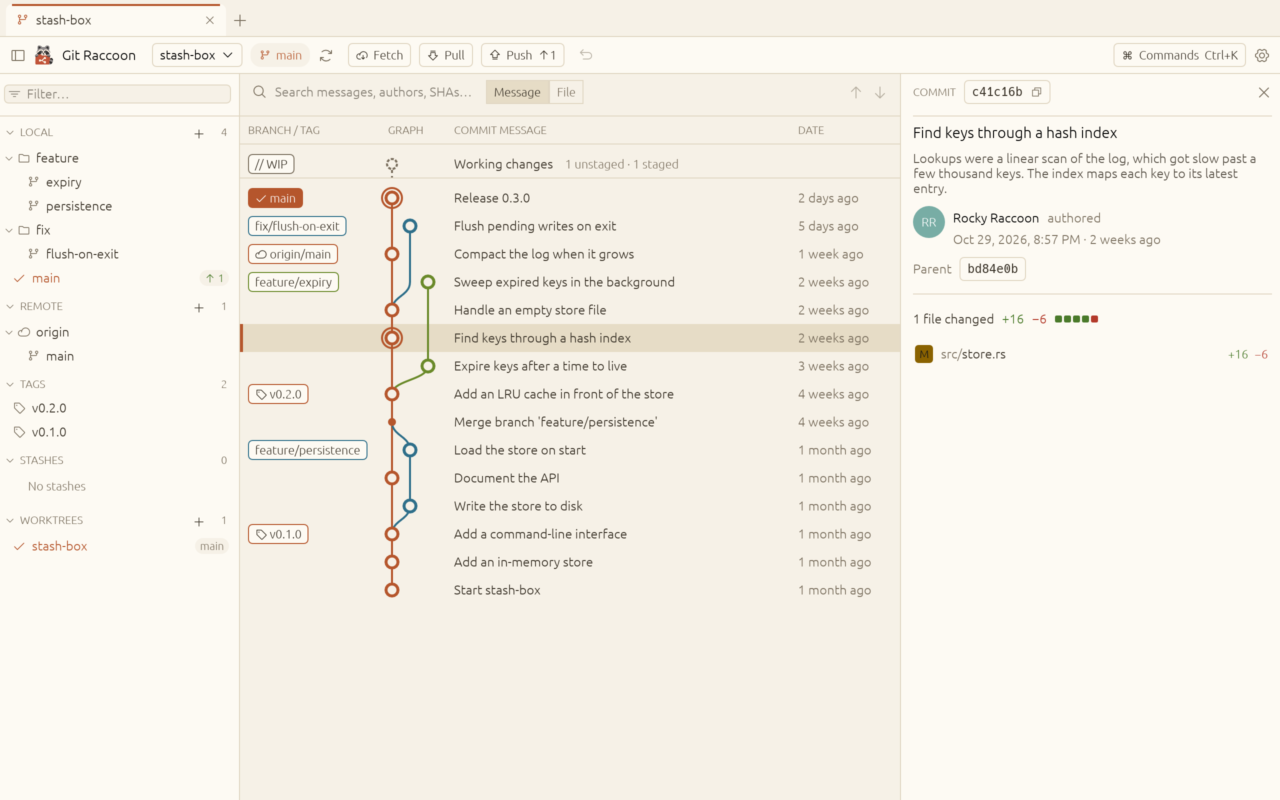 stash-box
Git Raccoon stash-box main Fetch Pull Push ↑1 ⌘ Commands Ctrl+K
Filter…
LOCAL 4
feature
expiry
persistence
fix
flush-on-exit
main ↑ 1
REMOTE 1
origin
main
TAGS 2
v0.2.0
v0.1.0
STASHES 0
No stashes
WORKTREES 1
stash-box main
Search messages, authors, SHAs… Message File
BRANCH / TAG GRAPH COMMIT MESSAGE DATE
// WIP Working changes 1 unstaged · 1 staged
main Release 0.3.0 2 days ago
fix/flush-on-exit Flush pending writes on exit 5 days ago
origin/main Compact the log when it grows 1 week ago
feature/expiry Sweep expired keys in the background 2 weeks ago
Handle an empty store file 2 weeks ago
Find keys through a hash index 2 weeks ago
Expire keys after a time to live 3 weeks ago
v0.2.0 Add an LRU cache in front of the store 4 weeks ago
Merge branch 'feature/persistence' 4 weeks ago
feature/persistence Load the store on start 1 month ago
Document the API 1 month ago
Write the store to disk 1 month ago
v0.1.0 Add a command-line interface 1 month ago
Add an in-memory store 1 month ago
Start stash-box 1 month ago
COMMIT c41c16b
Find keys through a hash index
Lookups were a linear scan of the log, which got slow past a
few thousand keys. The index maps each key to its latest
entry.
RR Rocky Raccoon authored
Oct 29, 2026, 8:57 PM · 2 weeks ago
Parent bd84e0b
1 file changed +16 −6
M src/store.rs +16 −6